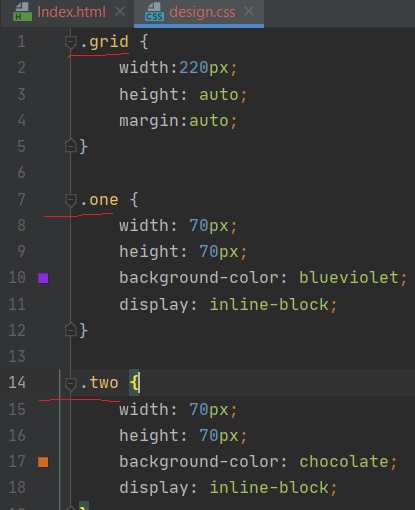 Index.html design.css
1 .grid {
2 width:220px;
3 height: auto;
4 margin:auto;
5 }
6
7 .one {
8 width: 70px;
9 height: 70px;
10 background-color: blueviolet;
11 display: inline-block;
12 }
13
14 .two {
15 width: 70px;
16 height: 70px;
17 background-color: chocolate;
18 display: inline-block;
}